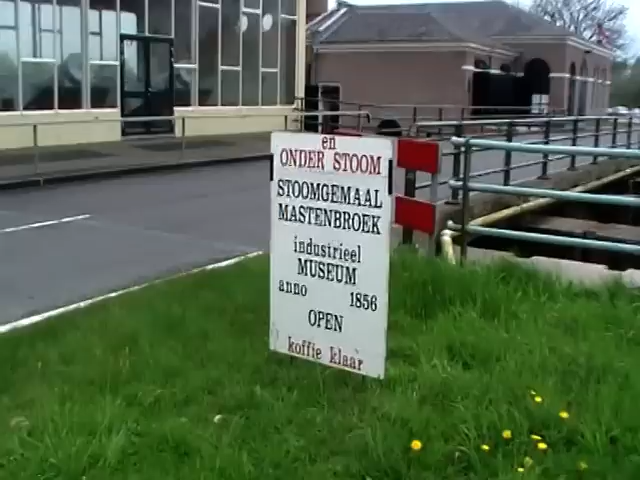 en
ONDER STOOM
STOOMGEMAAL
MASTENBROEK
industrieel
MUSEUM
anno 1856
OPEN
koffie klaar